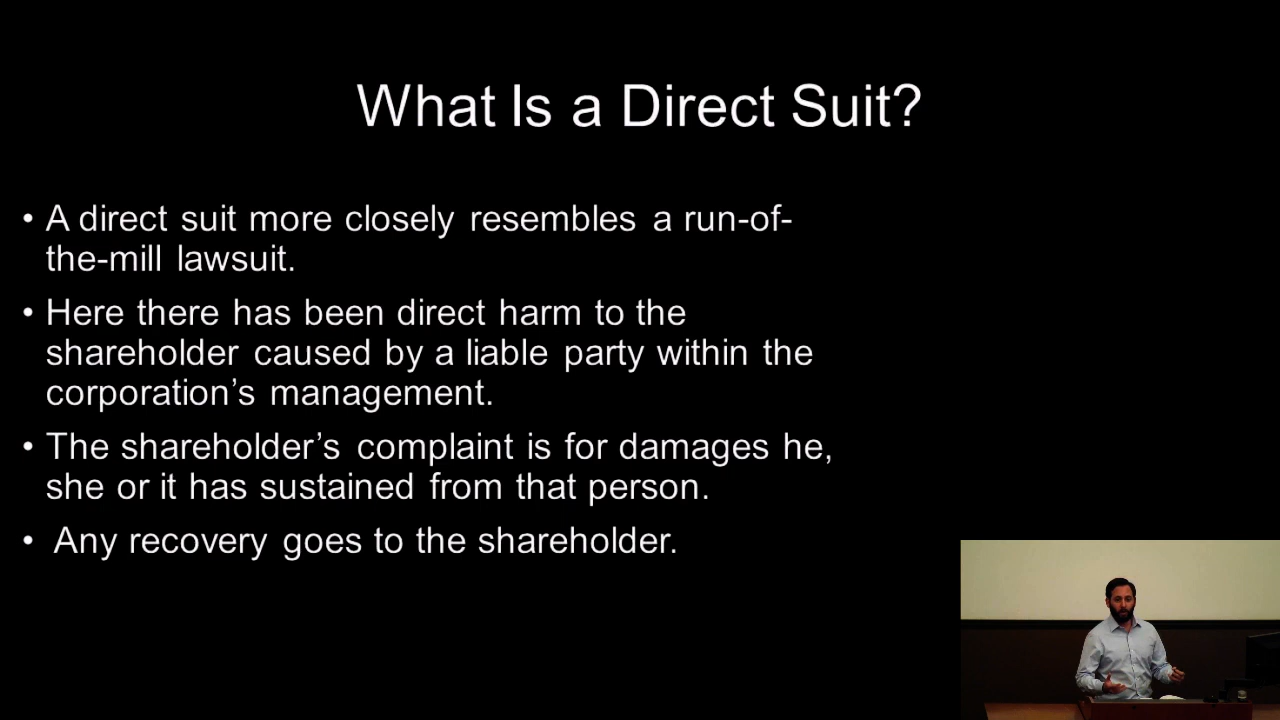 What Is a Direct Suit?
• A direct suit more closely resembles a run-of-
the-mill lawsuit.
• Here there has been direct harm to the
shareholder caused by a liable party within the
corporation’s management.
• The shareholder’s complaint is for damages he,
she or it has sustained from that person.
• Any recovery goes to the shareholder.